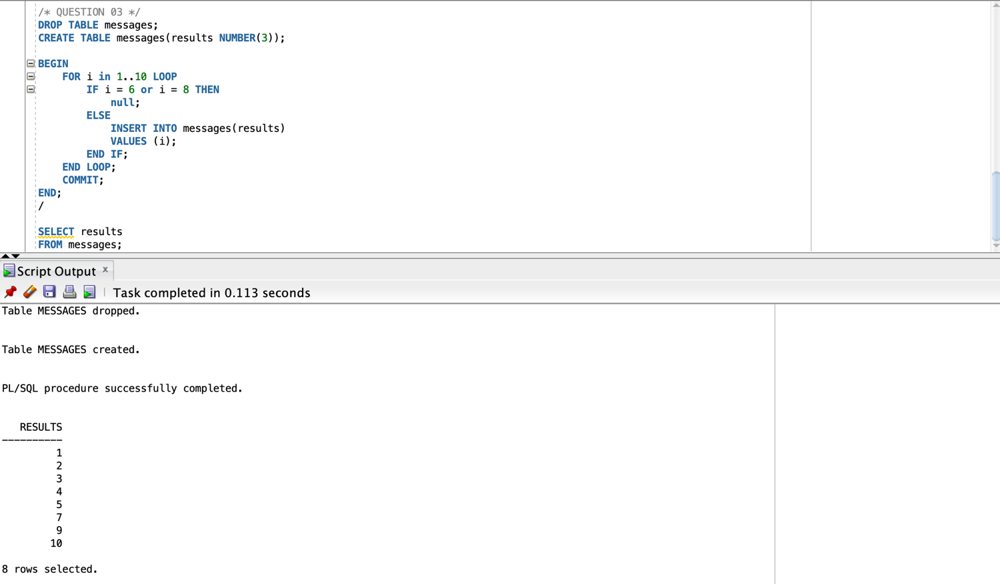 /* QUESTION 03 */
DROP TABLE messages;
CREATE TABLE messages(results NUMBER(3));
BEGIN
FOR i in 1..10 LOOP
IF i = 6 or i = 8 THEN
null;
ELSE
INSERT INTO messages(results)
VALUES (i);
END IF;
END LOOP;
COMMIT;
END;
/
SELECT results
FROM messages;
Script Output x
Task completed in 0.113 seconds
Table MESSAGES dropped.
Table MESSAGES created.
PL/SQL procedure successfully completed.
RESULTS
----------
1
2
3
4
5
7
9
10
8 rows selected.